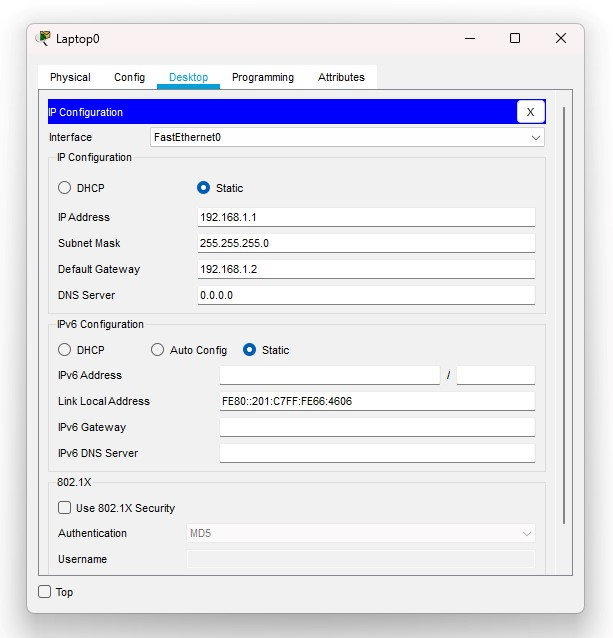 Laptop0
Physical Config Desktop Programming Attributes
IP Configuration X
Interface FastEthernet0
IP Configuration
DHCP Static
IP Address 192.168.1.1
Subnet Mask 255.255.255.0
Default Gateway 192.168.1.2
DNS Server 0.0.0.0
IPv6 Configuration
DHCP Auto Config Static
IPv6 Address /
Link Local Address FE80::201:C7FF:FE66:4606
IPv6 Gateway
IPv6 DNS Server
802.1X
Use 802.1X Security
Authentication MD5
Username
Top